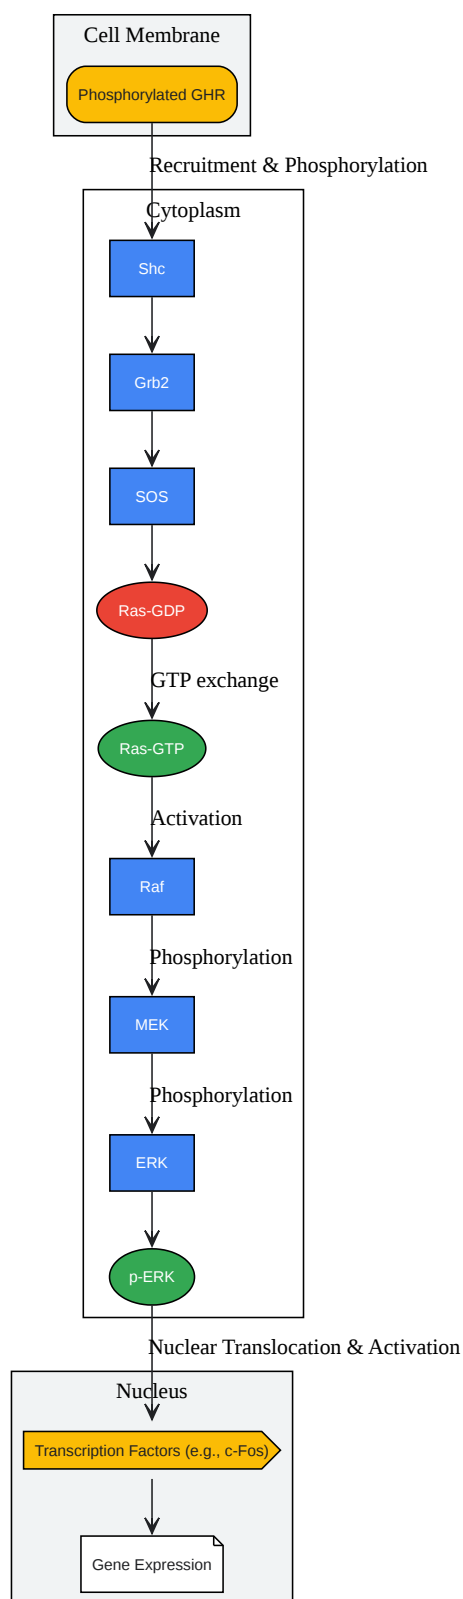 Cell Membrane
Phosphorylated GHR
Recruitment & Phosphorylation
Cytoplasm
Shc
Grb2
SOS
Ras-GDP
GTP exchange
Ras-GTP
Activation
Raf
Phosphorylation
MEK
Phosphorylation
ERK
p-ERK
Nuclear Translocation & Activation
Nucleus
Transcription Factors (e.g., c-Fos)
Gene Expression